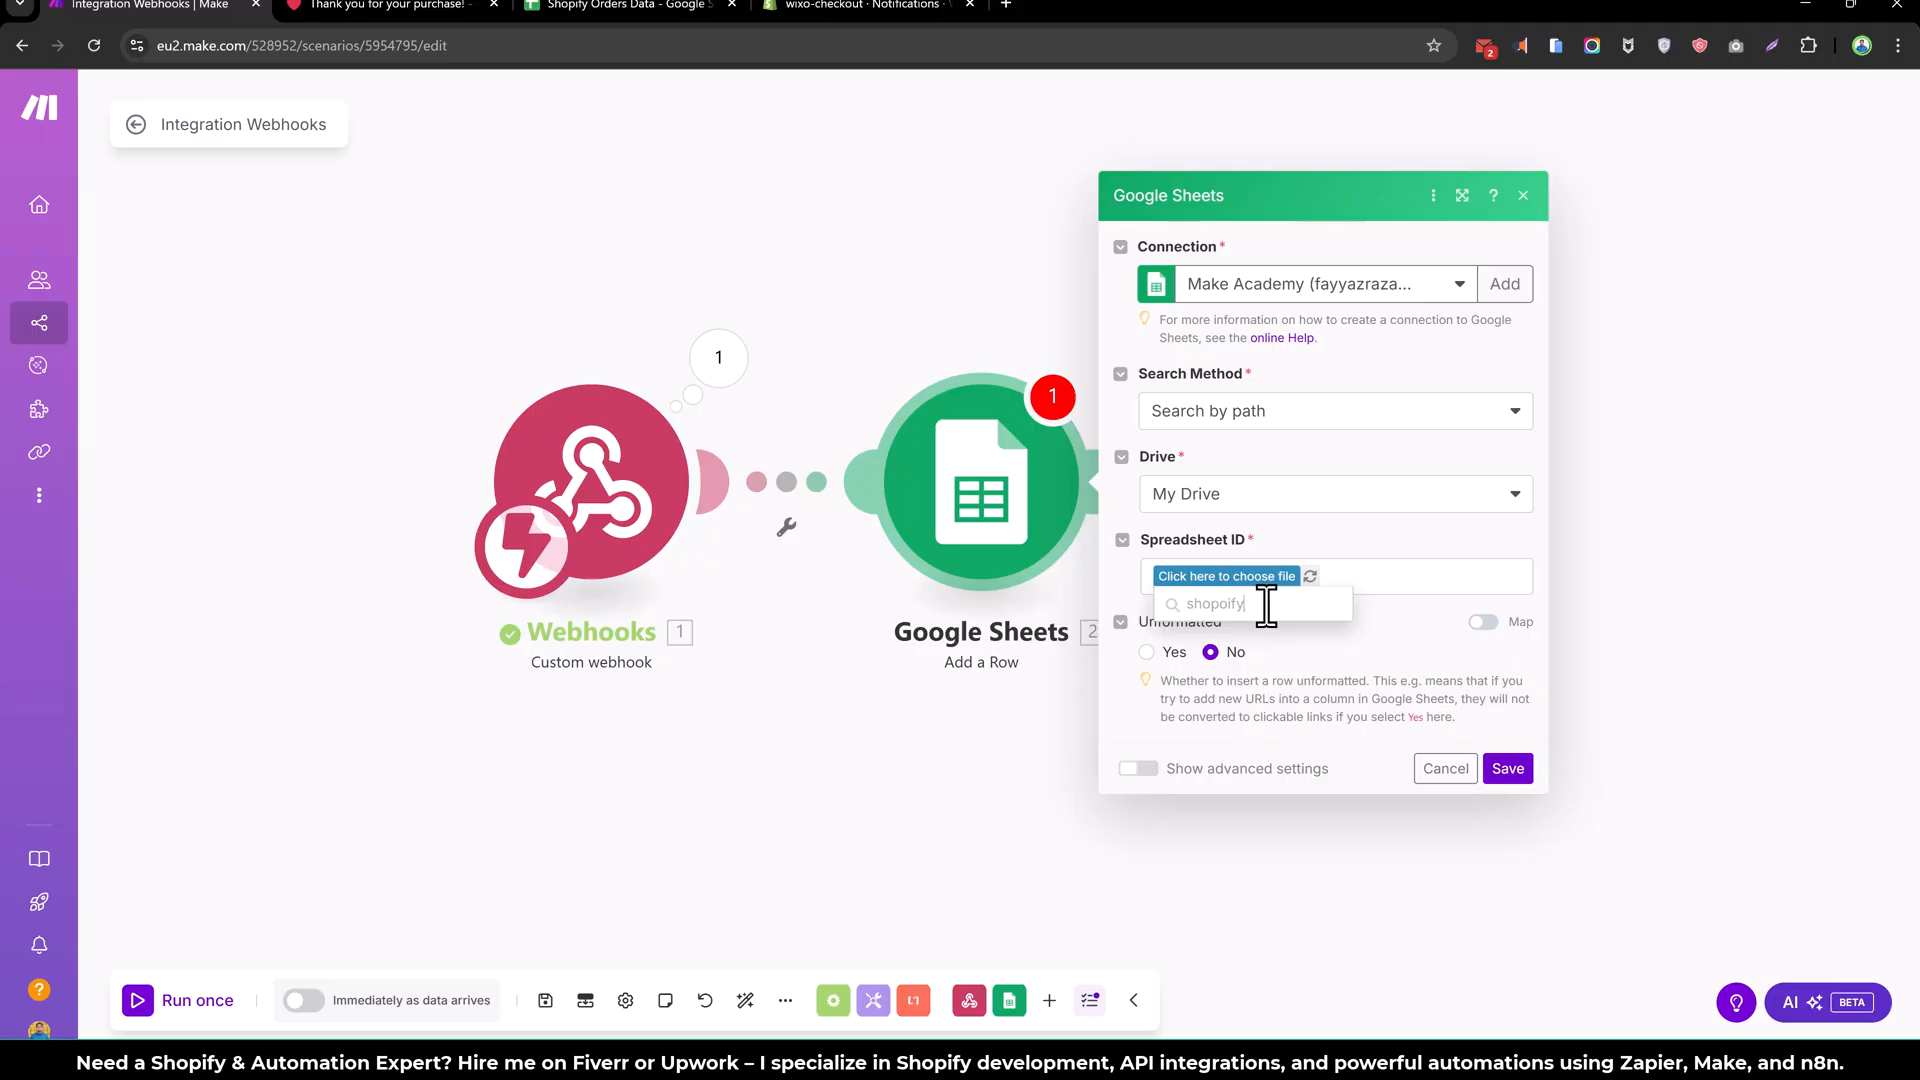 Integration Webhooks | Make
Thank you for your purchase! -
Shopify Orders Data - Google S
wixo-checkout · Notifications ·
eu2.make.com/528952/scenarios/5954795/edit
2
Integration Webhooks
Google Sheets
Connection *
Make Academy (fayyazraza...
Add
For more information on how to create a connection to Google
Sheets, see the online Help.
Search Method *
Search by path
Drive *
My Drive
Spreadsheet ID *
Click here to choose file
shopoify
Unformatted
Map
Yes
No
Whether to insert a row unformatted. This e.g. means that if you
try to add new URLs into a column in Google Sheets, they will not
be converted to clickable links if you select Yes here.
Show advanced settings
Cancel
Save
1
1
Webhooks 1
Custom webhook
Google Sheets 2
Add a Row
Run once
Immediately as data arrives
AI BETA
Need a Shopify & Automation Expert? Hire me on Fiverr or Upwork – I specialize in Shopify development, API integrations, and powerful automations using Zapier, Make, and n8n.